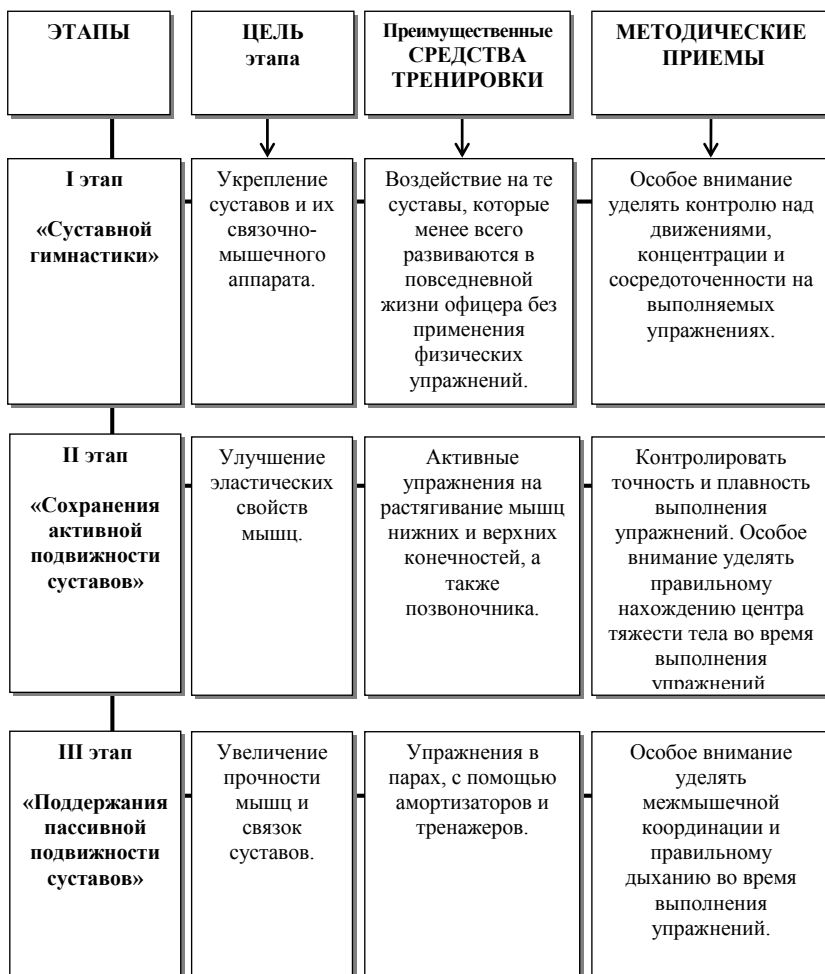 ЭТАПЫ
ЦЕЛЬ
этапа
Преимущественные
СРЕДСТВА
ТРЕНИРОВКИ
МЕТОДИЧЕСКИЕ
ПРИЕМЫ
I этап
«Суставной
гимнастики»
Укрепление
суставов и их
связочно-
мышечного
аппарата.
Воздействие на те
суставы, которые
менее всего
развиваются в
повседневной
жизни офицера без
применения
физических
упражнений.
Особое внимание
уделять контролю над
движениями,
концентрации и
сосредоточенности на
выполняемых
упражнениях.
II этап
«Сохранения
активной
подвижности
суставов»
Улучшение
эластических
свойств
мышц.
Активные
упражнения на
растягивание мышц
нижних и верхних
конечностей, а
также
позвоночника.
Контролировать
точность и плавность
выполнения
упражнений. Особое
внимание уделять
правильному
нахождению центра
тяжести тела во время
выполнения
упражнений
III этап
«Поддержания
пассивной
подвижности
суставов»
Увеличение
прочности
мышц и
связок
суставов.
Упражнения в
парах, с помощью
амортизаторов и
тренажеров.
Особое внимание
уделять
межмышечной
координации и
правильному
дыханию во время
выполнения
упражнений.